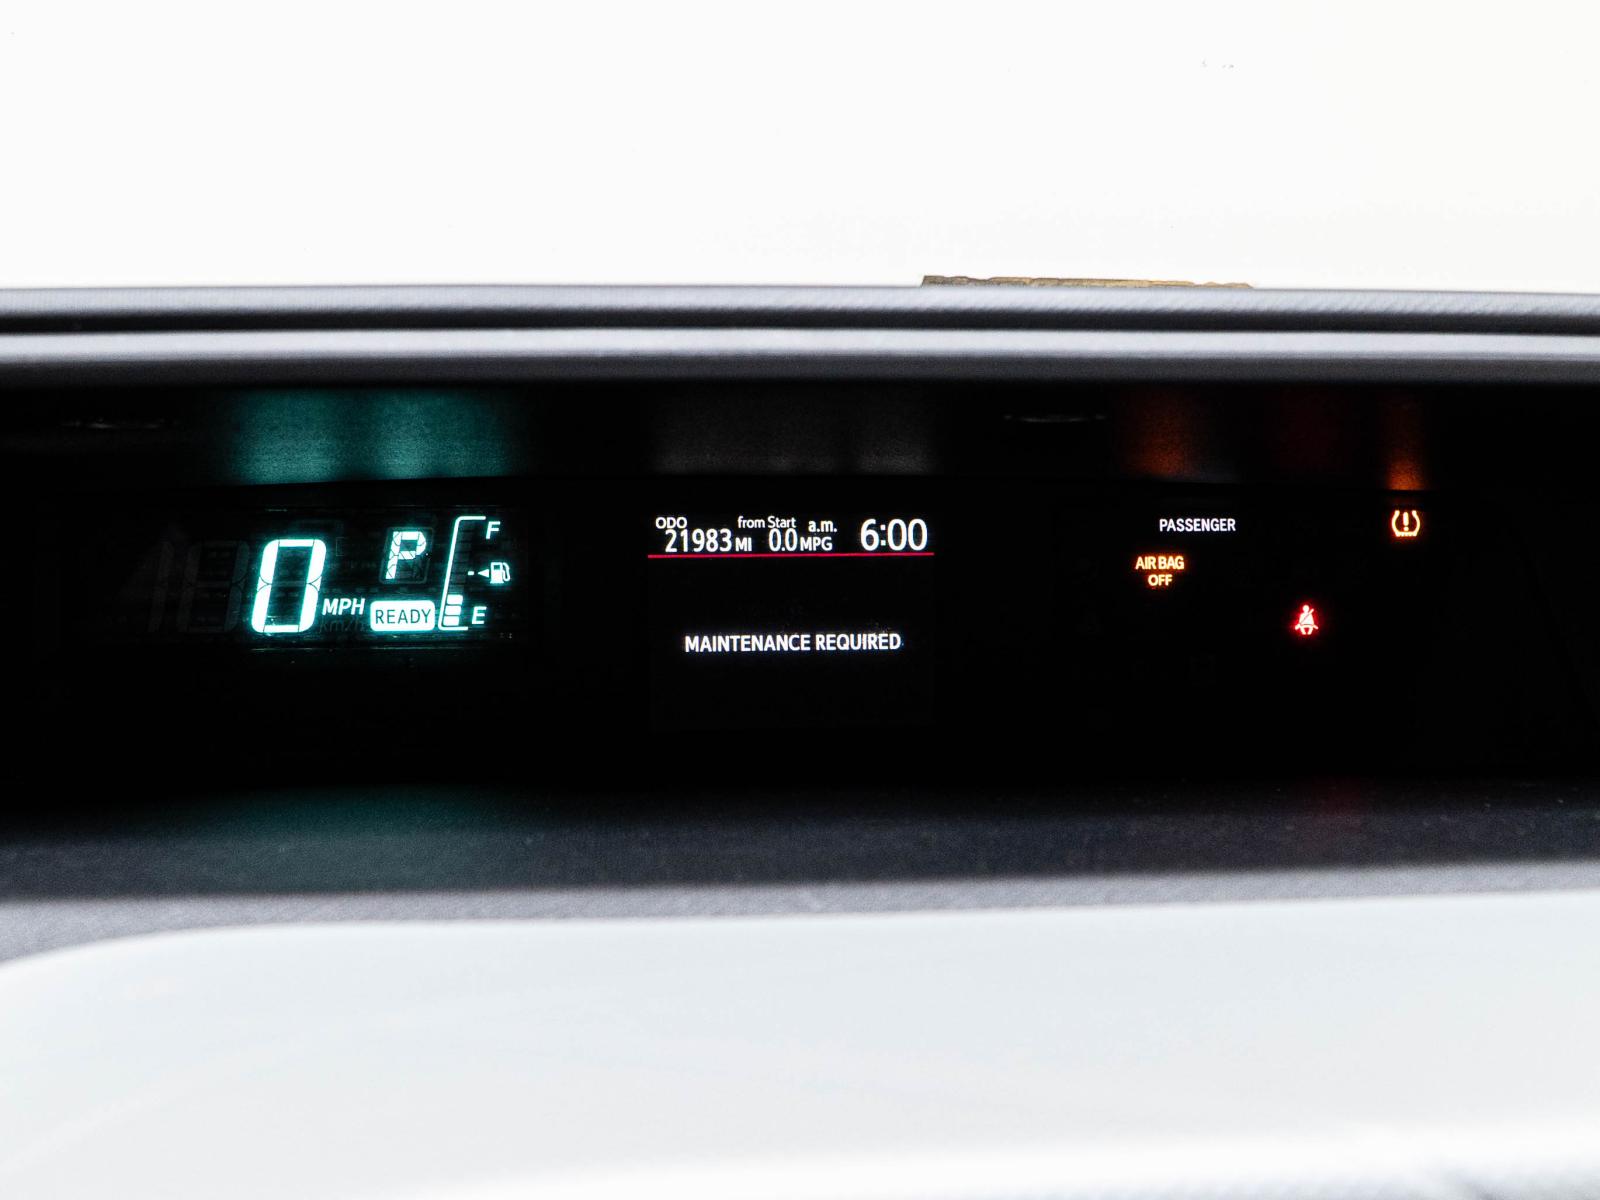 0 MPH
P
READY
F
E
ODO 21983 MI
from Start 0.0 MPG
a.m. 6:00
MAINTENANCE REQUIRED
PASSENGER
AIR BAG
OFF